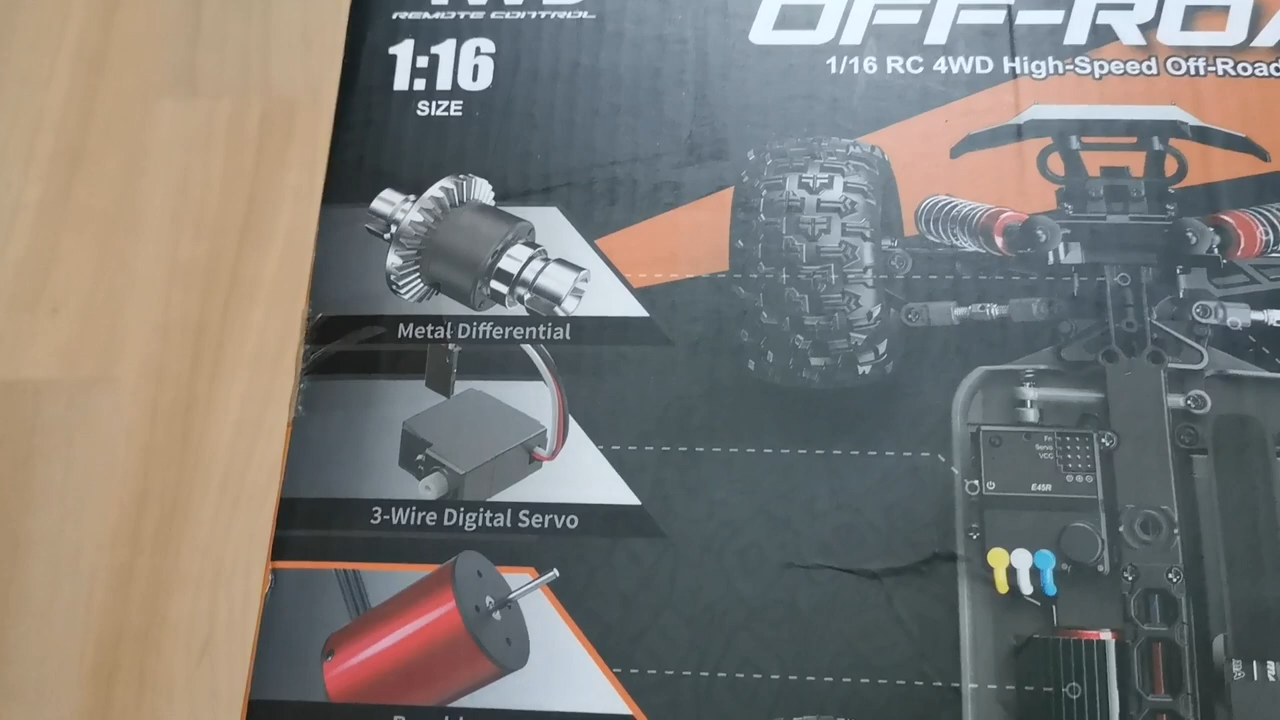 REMOTE CONTROL
1:16
SIZE
1/16 RC 4WD High-Speed Off-Road
Metal Differential
3-Wire Digital Servo
Servo
VCC
E45R